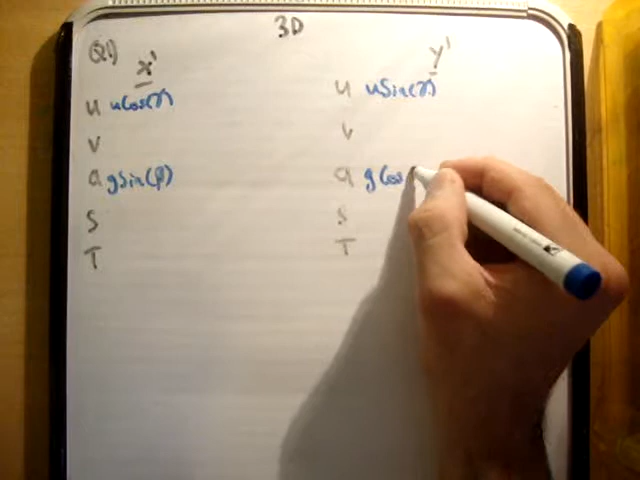 3D
Q1)
x' y'
u uCos(γ) u uSin(γ)
v v
a gSin(β) a gCos
S S
T T